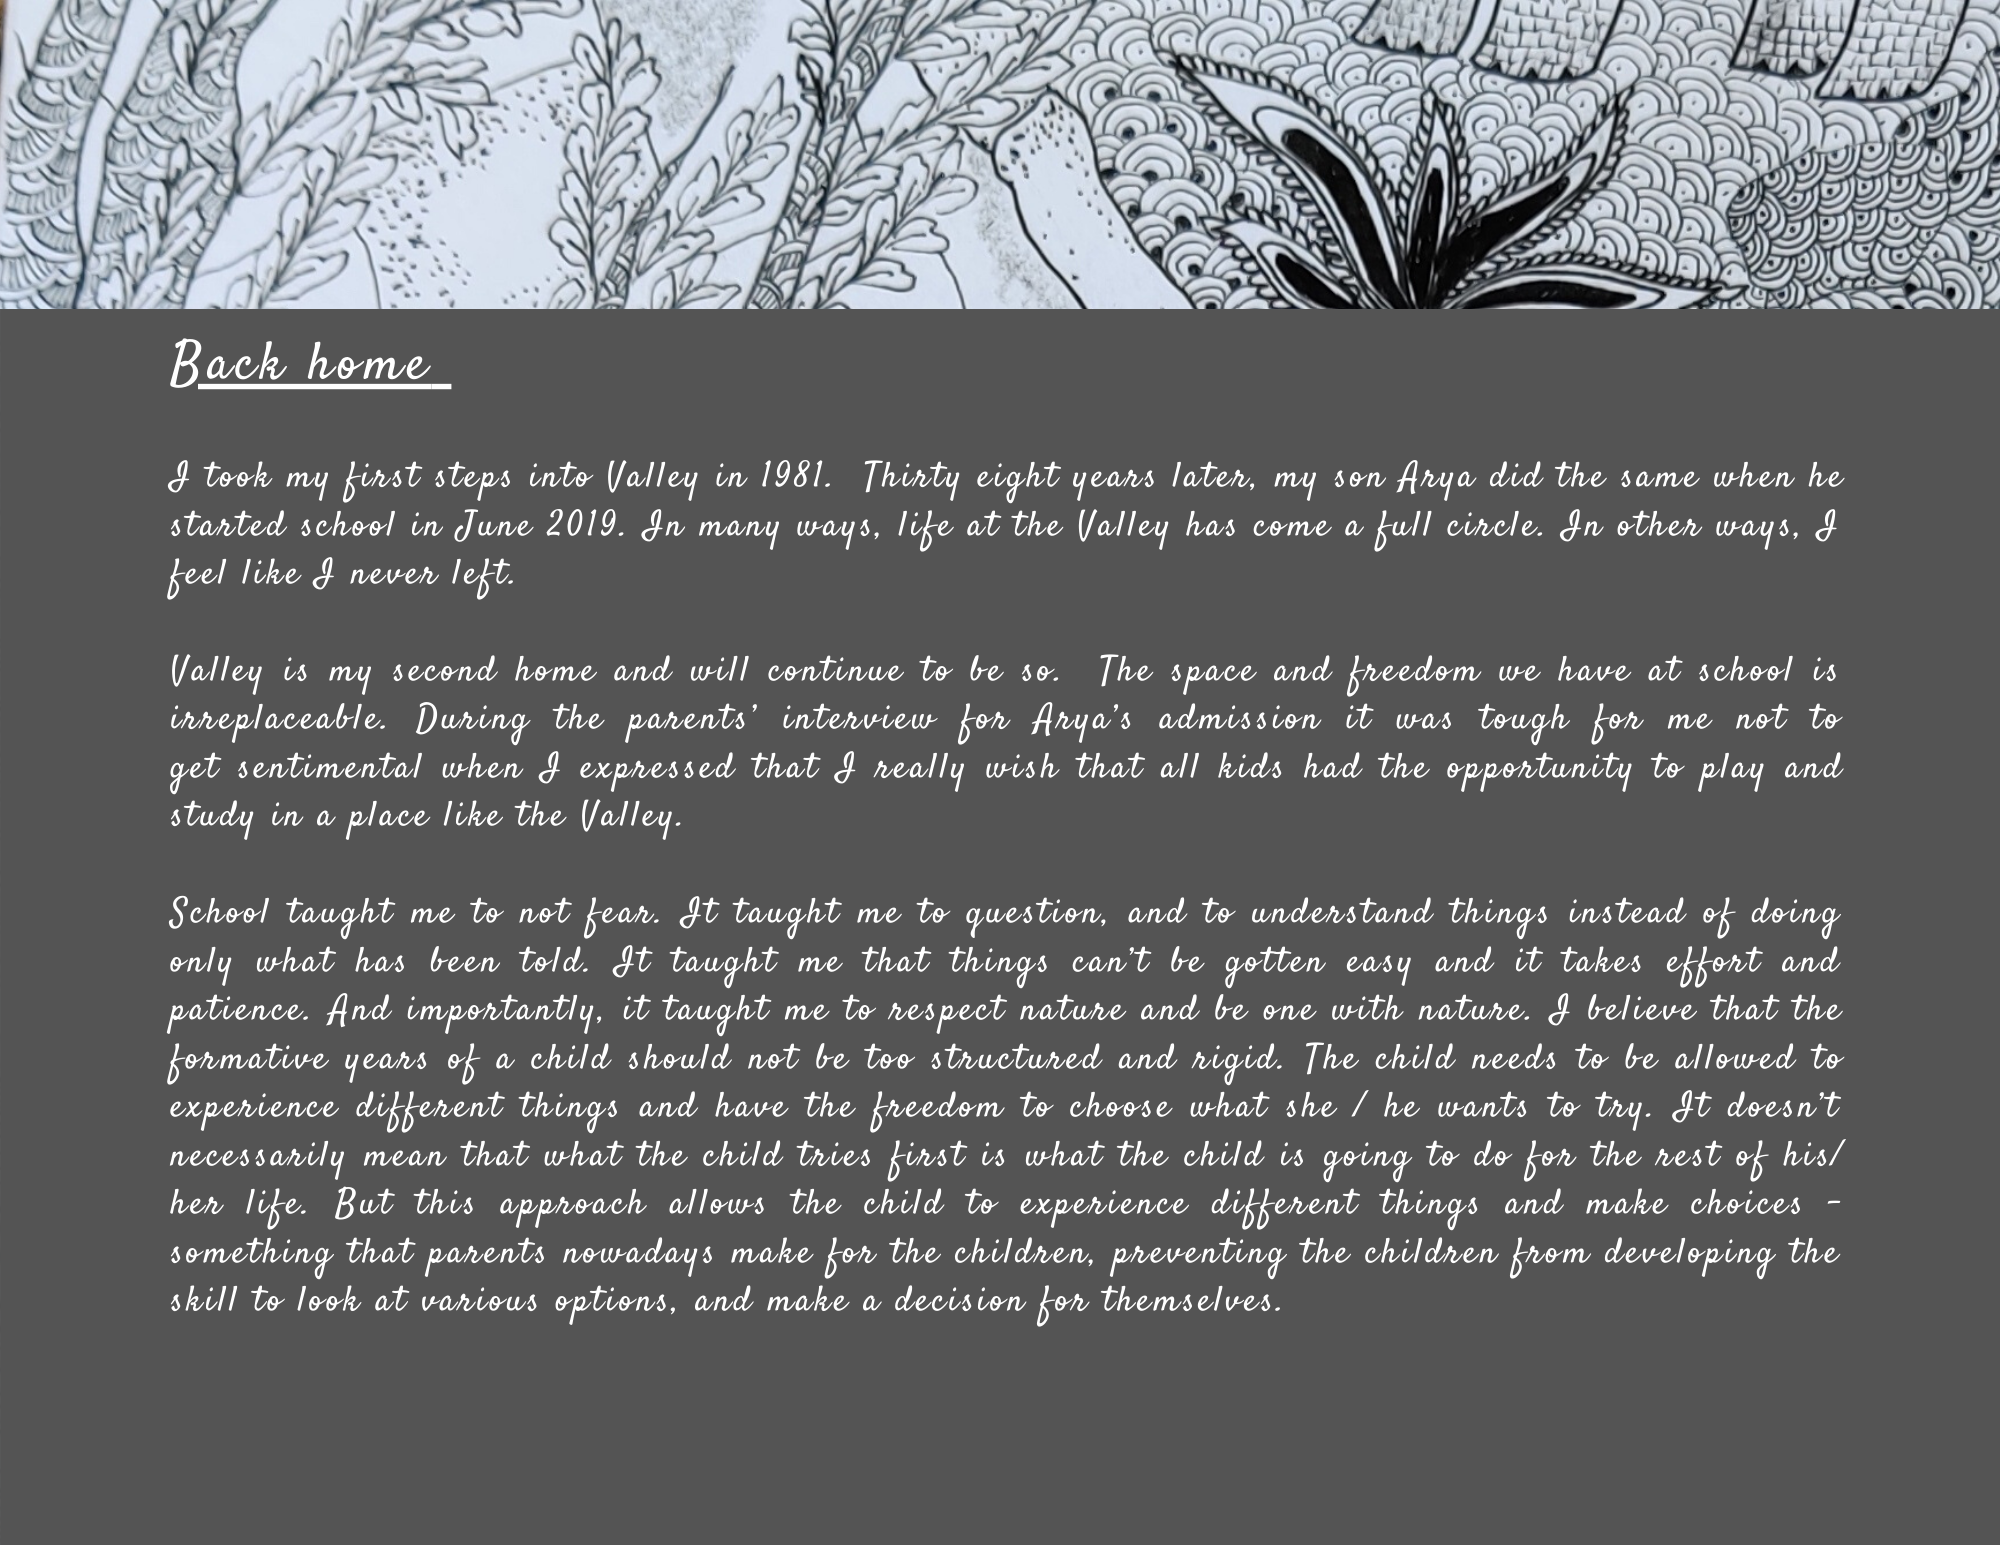 Back home
I took my first steps into Valley in 1981. Thirty eight years later, my son Arya did the same when he
started school in June 2019. In many ways, life at the Valley has come a full circle. In other ways, I
feel like I never left.
Valley is my second home and will continue to be so. The space and freedom we have at school is
irreplaceable. During the parents’ interview for Arya’s admission it was tough for me not to
get sentimental when I expressed that I really wish that all kids had the opportunity to play and
study in a place like the Valley.
School taught me to not fear. It taught me to question, and to understand things instead of doing
only what has been told. It taught me that things can’t be gotten easy and it takes effort and
patience. And importantly, it taught me to respect nature and be one with nature. I believe that the
formative years of a child should not be too structured and rigid. The child needs to be allowed to
experience different things and have the freedom to choose what she / he wants to try. It doesn’t
necessarily mean that what the child tries first is what the child is going to do for the rest of his/
her life. But this approach allows the child to experience different things and make choices -
something that parents nowadays make for the children, preventing the children from developing the
skill to look at various options, and make a decision for themselves.